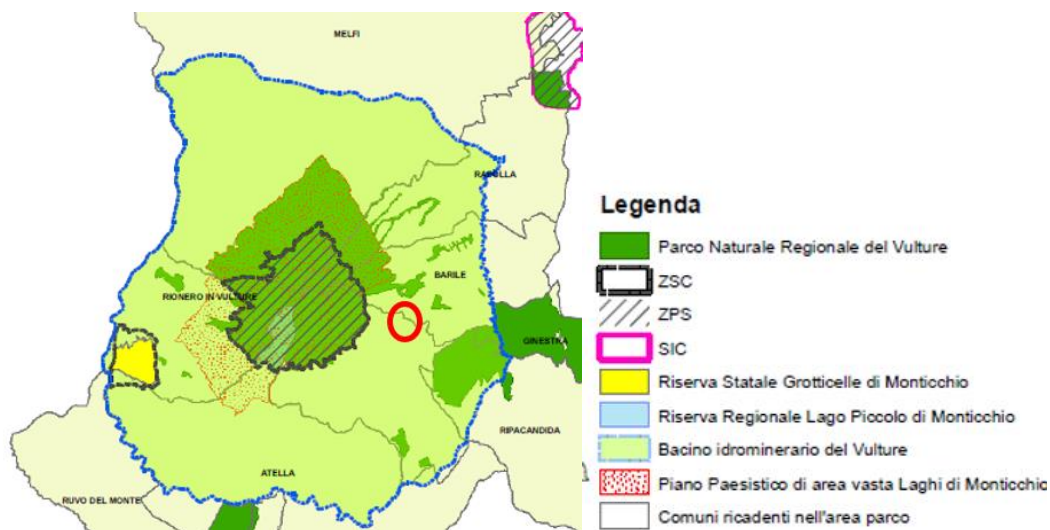 MELFI
RAPOLLA
BARILE
RIONERO IN VULTURE
GINESTRA
RIPACANDIDA
ATELLA
RUVO DEL MONTE
Legenda
Parco Naturale Regionale del Vulture
ZSC
ZPS
SIC
Riserva Statale Grotticelle di Monticchio
Riserva Regionale Lago Piccolo di Monticchio
Bacino idrominerario del Vulture
Piano Paesistico di area vasta Laghi di Monticchio
Comuni ricadenti nell'area parco